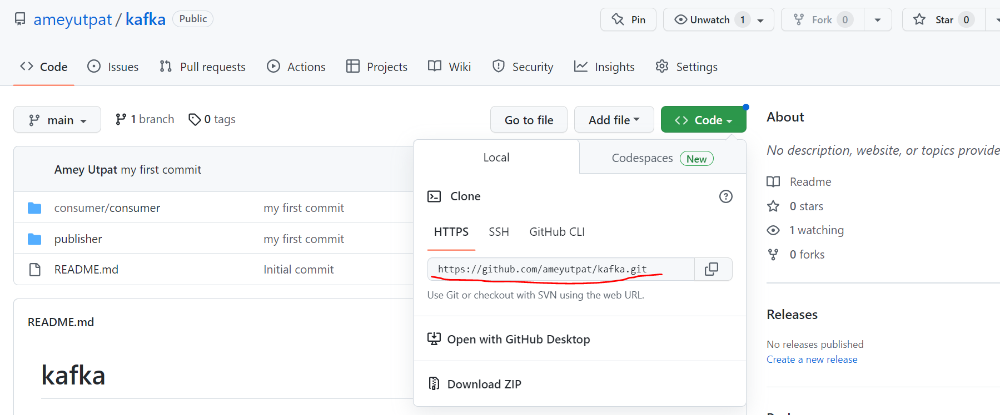 ameyutpat / kafka Public Pin Unwatch 1 Fork 0 Star 0
Code Issues Pull requests Actions Projects Wiki Security Insights Settings
main 1 branch 0 tags Go to file Add file Code
Amey Utpat my first commit
consumer/consumer my first commit
publisher my first commit
README.md Initial commit
README.md
kafka
Local Codespaces New
Clone
HTTPS SSH GitHub CLI
https://github.com/ameyutpat/kafka.git
Use Git or checkout with SVN using the web URL.
Open with GitHub Desktop
Download ZIP
About
No description, website, or topics provide
Readme
0 stars
1 watching
0 forks
Releases
No releases published
Create a new release